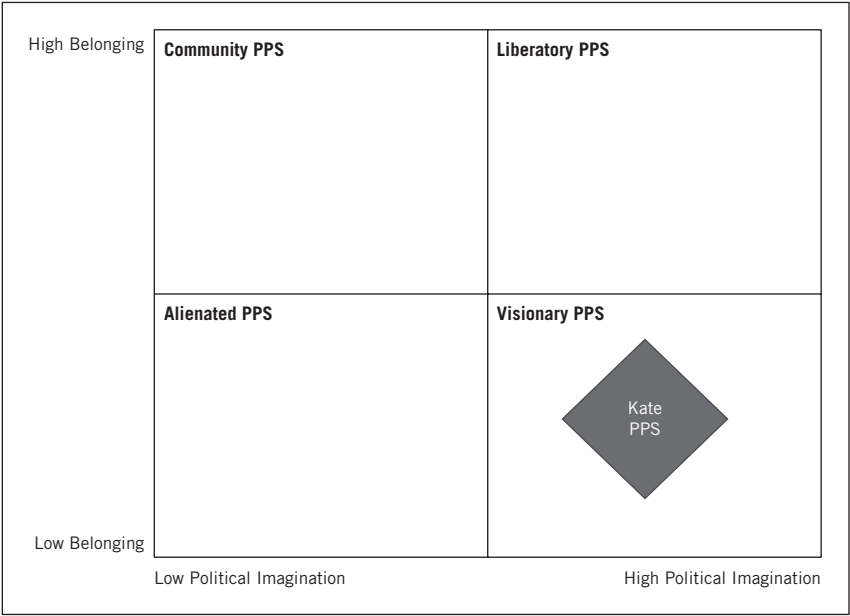 High Belonging
Community PPS
Liberatory PPS
Alienated PPS
Visionary PPS
Kate
PPS
Low Belonging
Low Political Imagination
High Political Imagination